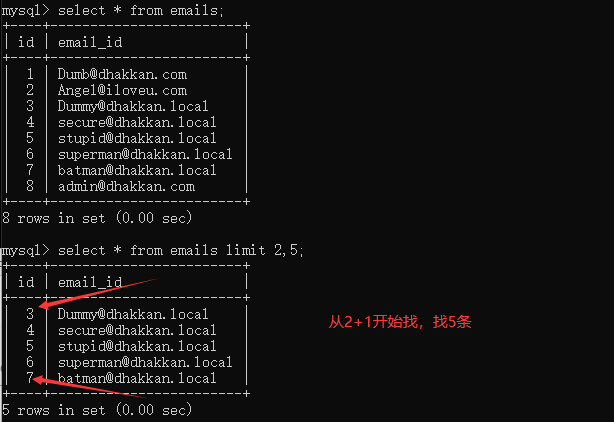 mysql> select * from emails;
+----+------------------------+
| id | email_id               |
+----+------------------------+
|  1 | Dumb@dhakkan.com       |
|  2 | Angel@iloveu.com       |
|  3 | Dummy@dhakkan.local    |
|  4 | secure@dhakkan.local   |
|  5 | stupid@dhakkan.local   |
|  6 | superman@dhakkan.local |
|  7 | batman@dhakkan.local   |
|  8 | admin@dhakkan.com      |
+----+------------------------+
8 rows in set (0.00 sec)
mysql> select * from emails limit 2,5;
+----+------------------------+
| id | email_id               |
+----+------------------------+
|  3 | Dummy@dhakkan.local    |
|  4 | secure@dhakkan.local   |
|  5 | stupid@dhakkan.local   |
|  6 | superman@dhakkan.local |
|  7 | batman@dhakkan.local   |
+----+------------------------+
5 rows in set (0.00 sec)
从2+1开始找，找5条